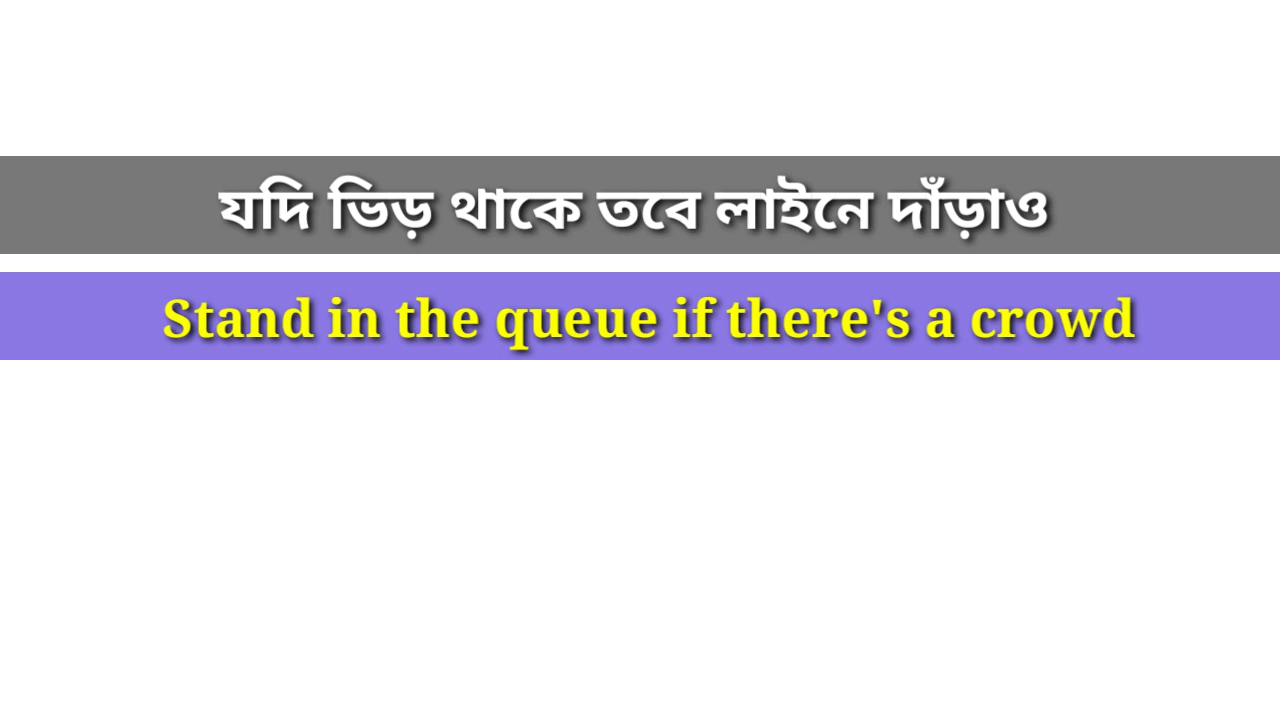 যদি ভিড় থাকে তবে লাইনে দাঁড়াও
Stand in the queue if there's a crowd